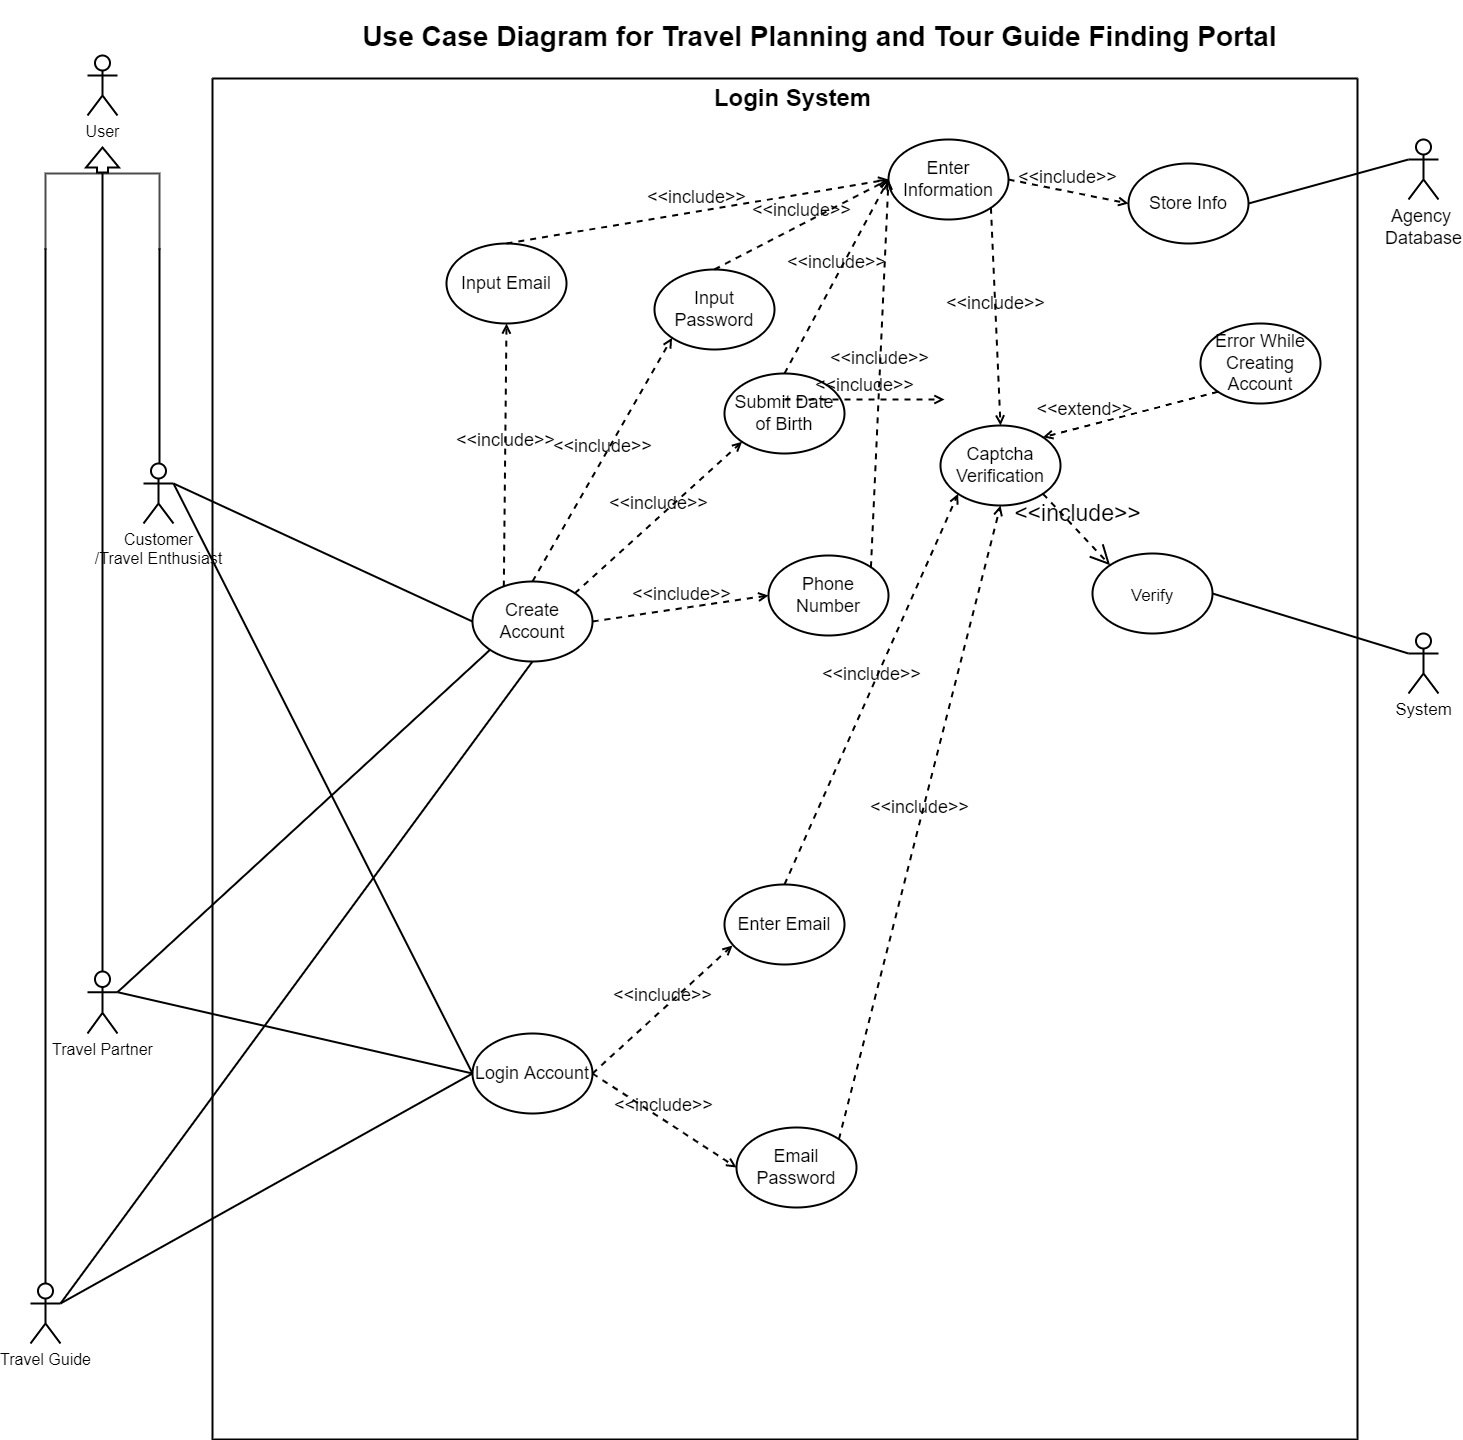 Use Case Diagram for Travel Planning and Tour Guide Finding Portal
Login System
User
Enter
Information
<<include>>
Store Info
Agency
Database
<<include>>
<<include>>
<<include>>
Input Email
Input
Password
<<include>>
Error While
Creating
Account
<<include>>
<<include>>
Submit Date
of Birth
<<extend>>
<<include>>
<<include>>
Captcha
Verification
<<include>>
<<include>>
Customer
/Travel Enthusiast
Create
Account
<<include>>
Phone
Number
Verify
<<include>>
System
<<include>>
Enter Email
<<include>>
Travel Partner
Login Account
<<include>>
Email
Password
Travel Guide